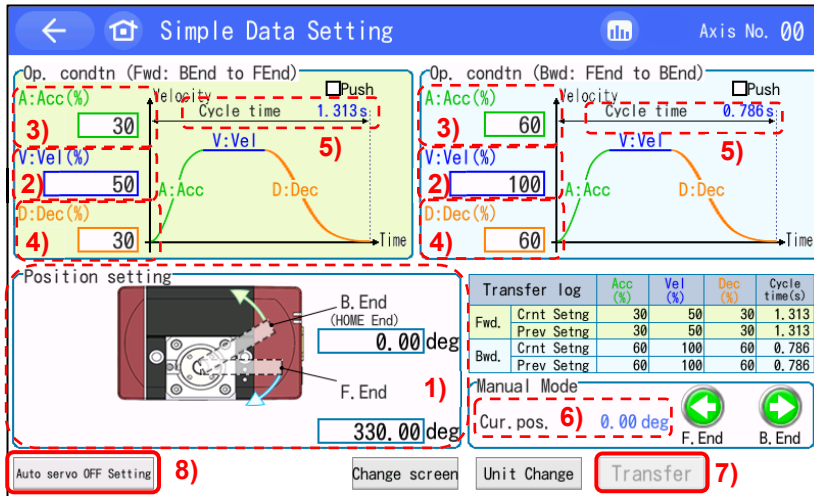 Simple Data Setting
Axis No. 00
Op. condtn (Fwd: BEnd to FEnd)
Push
A:Acc(%)
Velocity
Cycle time 1.313s
3)
30
5)
V:Vel(%)
V:Vel
2)
50
A:Acc
D:Dec
D:Dec(%)
4)
30
Time
Op. condtn (Bwd: FEnd to BEnd)
Push
A:Acc(%)
Velocity
Cycle time 0.786s
3)
60
5)
V:Vel(%)
V:Vel
2)
100
A:Acc
D:Dec
D:Dec(%)
4)
60
Time
Position setting
B.End
(HOME End)
0.00 deg
F.End
1)
330.00 deg
Transfer log Acc (%) Vel (%) Dec (%) Cycle time(s)
Fwd. Crnt Setng 30 50 30 1.313
Prev Setng 30 50 30 1.313
Bwd. Crnt Setng 60 100 60 0.786
Prev Setng 60 100 60 0.786
Manual Mode
Cur.pos. 6) 0.00 deg
F.End
B.End
Auto servo OFF Setting
8)
Change screen
Unit Change
Transfer
7)